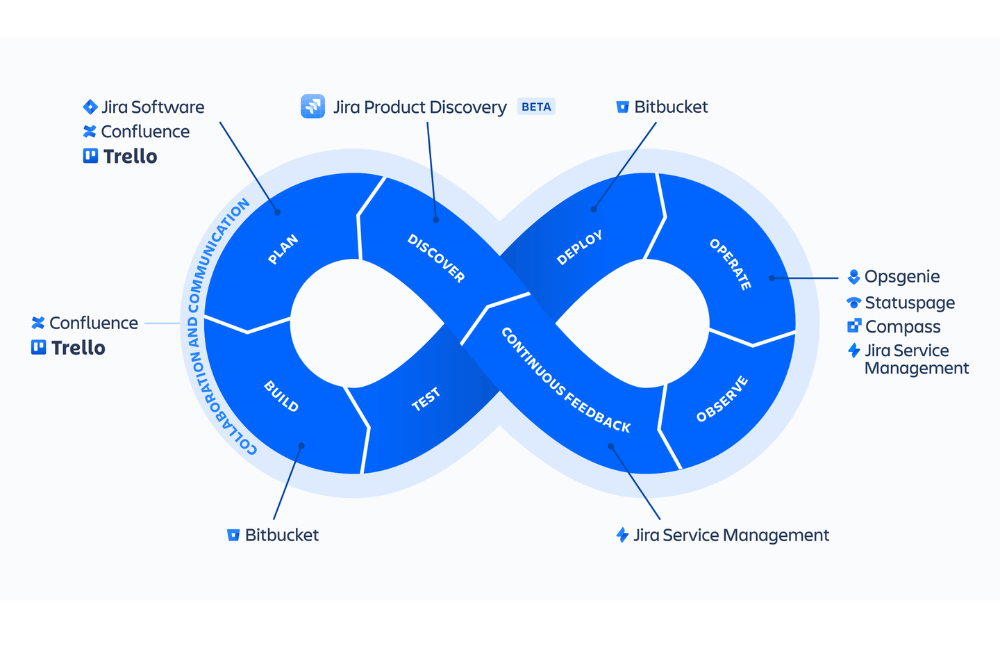 Jira Software
Confluence
Trello
Jira Product Discovery BETA
Bitbucket
COLLABORATION AND COMMUNICATION
PLAN
DISCOVER
DEPLOY
OPERATE
Confluence
Trello
Opsgenie
Statuspage
Compass
Jira Service
Management
BUILD
TEST
CONTINUOUS FEEDBACK
OBSERVE
Bitbucket
Jira Service Management